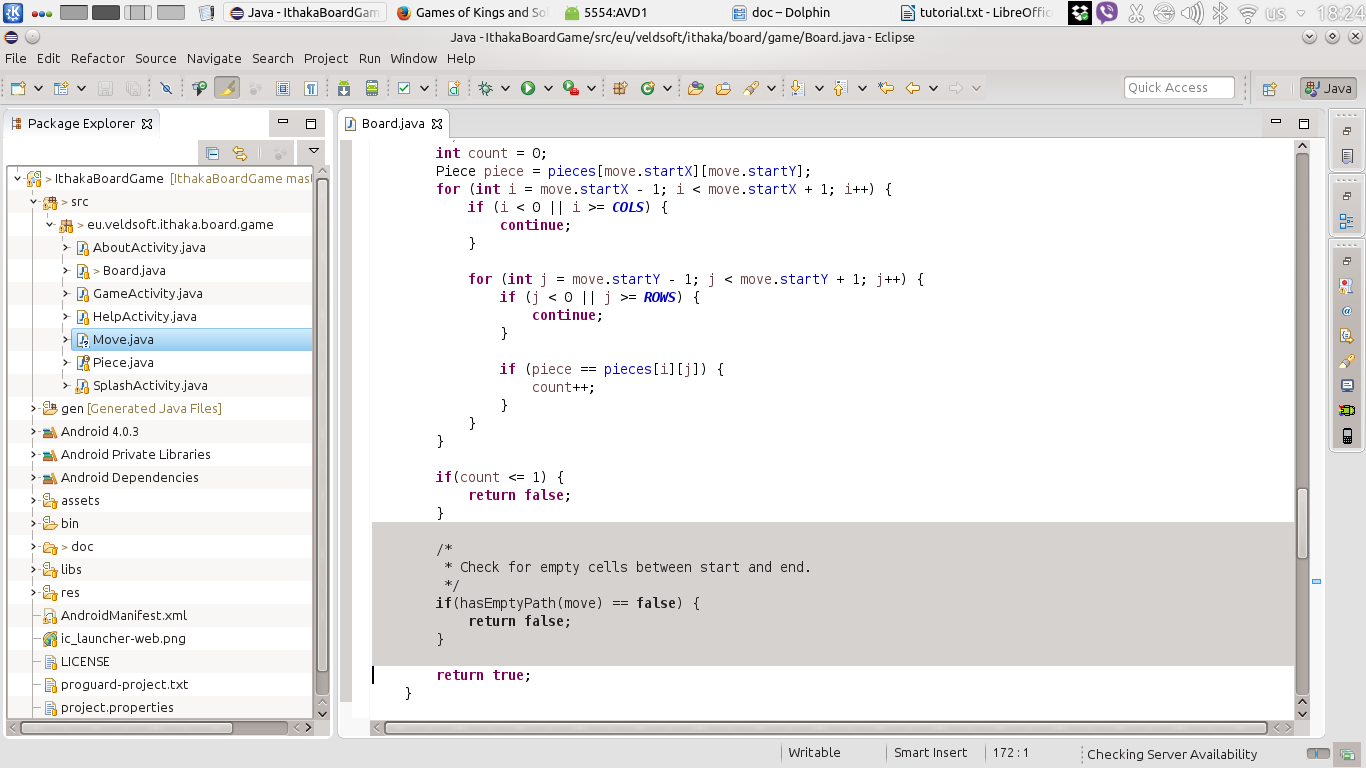 Java - IthakaBoardGam
Games of Kings and So
5554:AVD1
doc – Dolphin
tutorial.txt - LibreOffic
us
18:24
Java - IthakaBoardGame/src/eu/veldsoft/ithaka/board/game/Board.java - Eclipse
File Edit Refactor Source Navigate Search Project Run Window Help
Quick Access
Java
Package Explorer
Board.java
> IthakaBoardGame [IthakaBoardGame mast
> src
> eu.veldsoft.ithaka.board.game
AboutActivity.java
> Board.java
GameActivity.java
HelpActivity.java
Move.java
Piece.java
SplashActivity.java
gen [Generated Java Files]
Android 4.0.3
Android Private Libraries
Android Dependencies
assets
bin
> doc
libs
res
AndroidManifest.xml
ic_launcher-web.png
LICENSE
proguard-project.txt
project.properties
int count = 0;
Piece piece = pieces[move.startX][move.startY];
for (int i = move.startX - 1; i < move.startX + 1; i++) {
if (i < 0 || i >= COLS) {
continue;
}
for (int j = move.startY - 1; j < move.startY + 1; j++) {
if (j < 0 || j >= ROWS) {
continue;
}
if (piece == pieces[i][j]) {
count++;
}
}
}
if(count <= 1) {
return false;
}
/*
* Check for empty cells between start and end.
*/
if(hasEmptyPath(move) == false) {
return false;
}
return true;
}
Writable
Smart Insert
172 : 1
Checking Server Availability